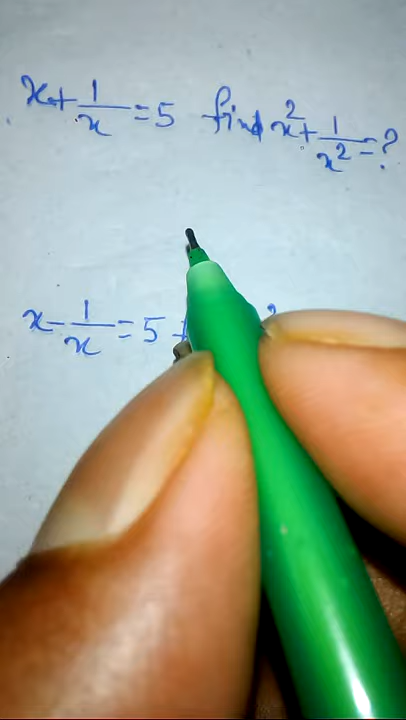 x + 1/x = 5 find x² + 1/x² = ?
x - 1/x = 5